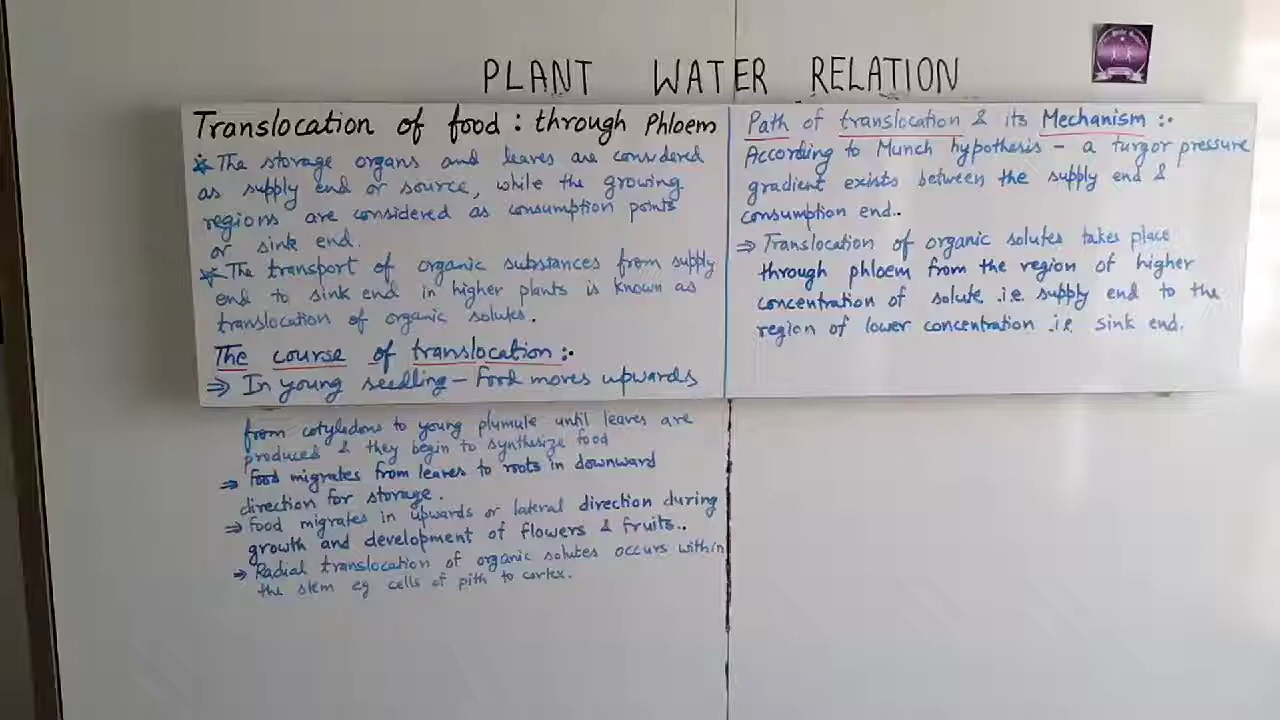 PLANT WATER RELATION
Translocation of food : through Phloem
* The storage organs and leaves are considered
as supply end or source, while the growing
regions are considered as consumption points
or sink end.
* The transport of organic substances from supply
end to sink end in higher plants is known as
translocation of organic solutes.
The course of translocation :.
⇒ In young seedling - Food moves upwards
from cotyledons to young plumule until leaves are
produced & they begin to synthesize food
⇒ Food migrates from leaves to roots in downward
direction for storage.
⇒ Food migrates in upwards or lateral direction during
growth and development of flowers & fruits..
⇒ Radial translocation of organic solutes occurs within
the stem eg cells of pith to cortex.
Path of translocation & its Mechanism :.
According to Munch hypothesis - a turgor pressure
gradient exists between the supply end &
consumption end..
⇒ Translocation of organic solutes takes place
through phloem from the region of higher
concentration of solute .i.e. supply end to the
region of lower concentration .i.e. sink end.